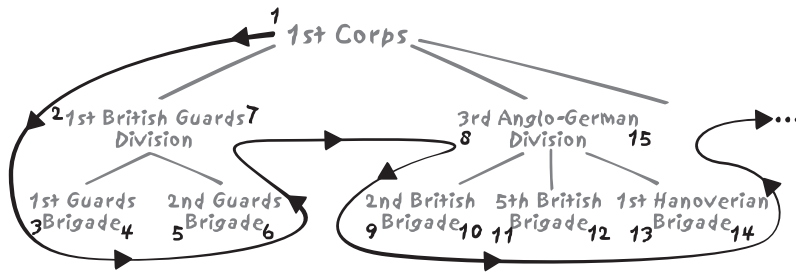 1
1st Corps
2 1st British Guards 7
Division
3rd Anglo-German
8 Division 15
...
1st Guards
3 Brigade 4
2nd Guards
5 Brigade 6
2nd British
9 Brigade 10
5th British
11 Brigade 12
1st Hanoverian
13 Brigade 14